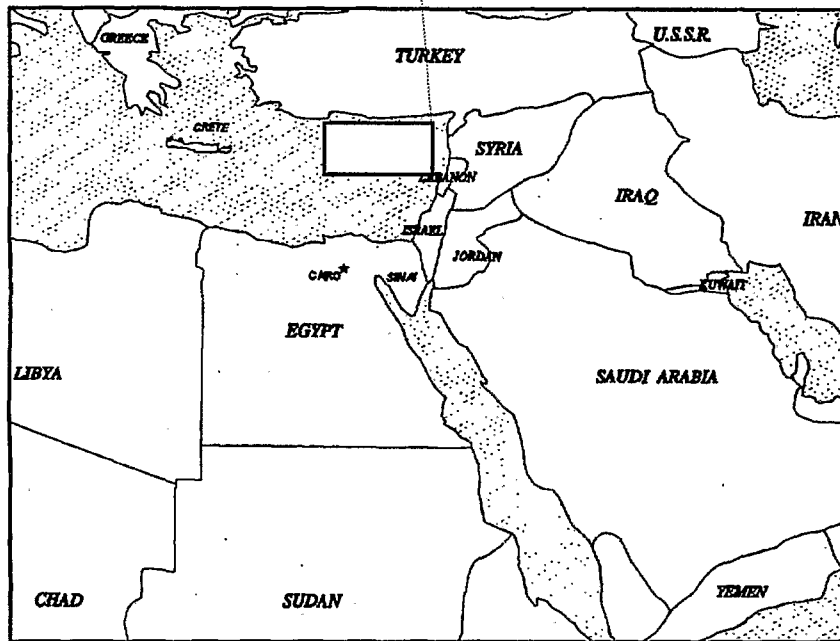 GREECE
U.S.S.R.
TURKEY
CRETE
SYRIA
LEBANON
IRAQ
IRAN
ISRAEL
JORDAN
CAIRO
SINAI
KUWAIT
EGYPT
LIBYA
SAUDI ARABIA
CHAD
SUDAN
YEMEN